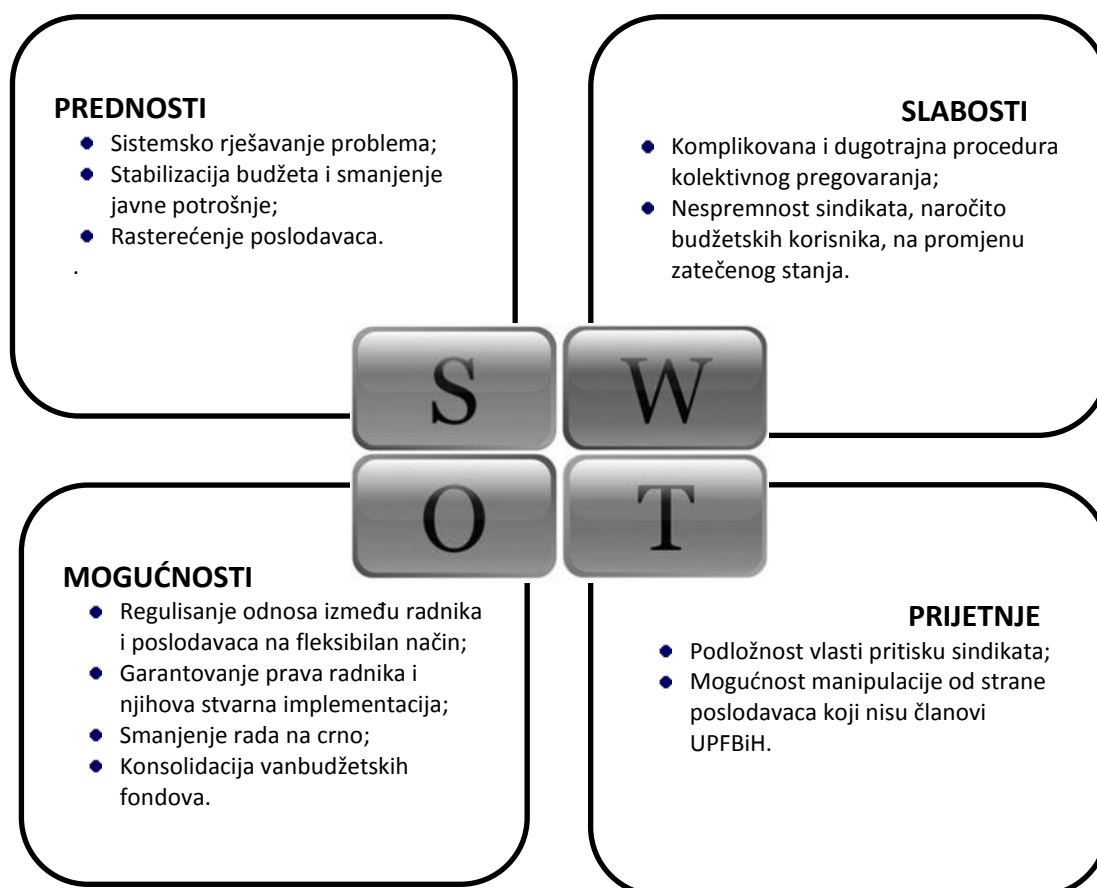 PREDNOSTI
Sistemsko rješavanje problema;
Stabilizacija budžeta i smanjenje
javne potrošnje;
Rasterećenje poslodavaca.
.
SLABOSTI
Komplikovana i dugotrajna procedura
kolektivnog pregovaranja;
Nespremnost sindikata, naročito
budžetskih korisnika, na promjenu
zatečenog stanja.
S
W
O
T
MOGUĆNOSTI
Regulisanje odnosa između radnika
i poslodavaca na fleksibilan način;
Garantovanje prava radnika i
njihova stvarna implementacija;
Smanjenje rada na crno;
Konsolidacija vanbudžetskih
fondova.
PRIJETNJE
Podložnost vlasti pritisku sindikata;
Mogućnost manipulacije od strane
poslodavaca koji nisu članovi
UPFBiH.